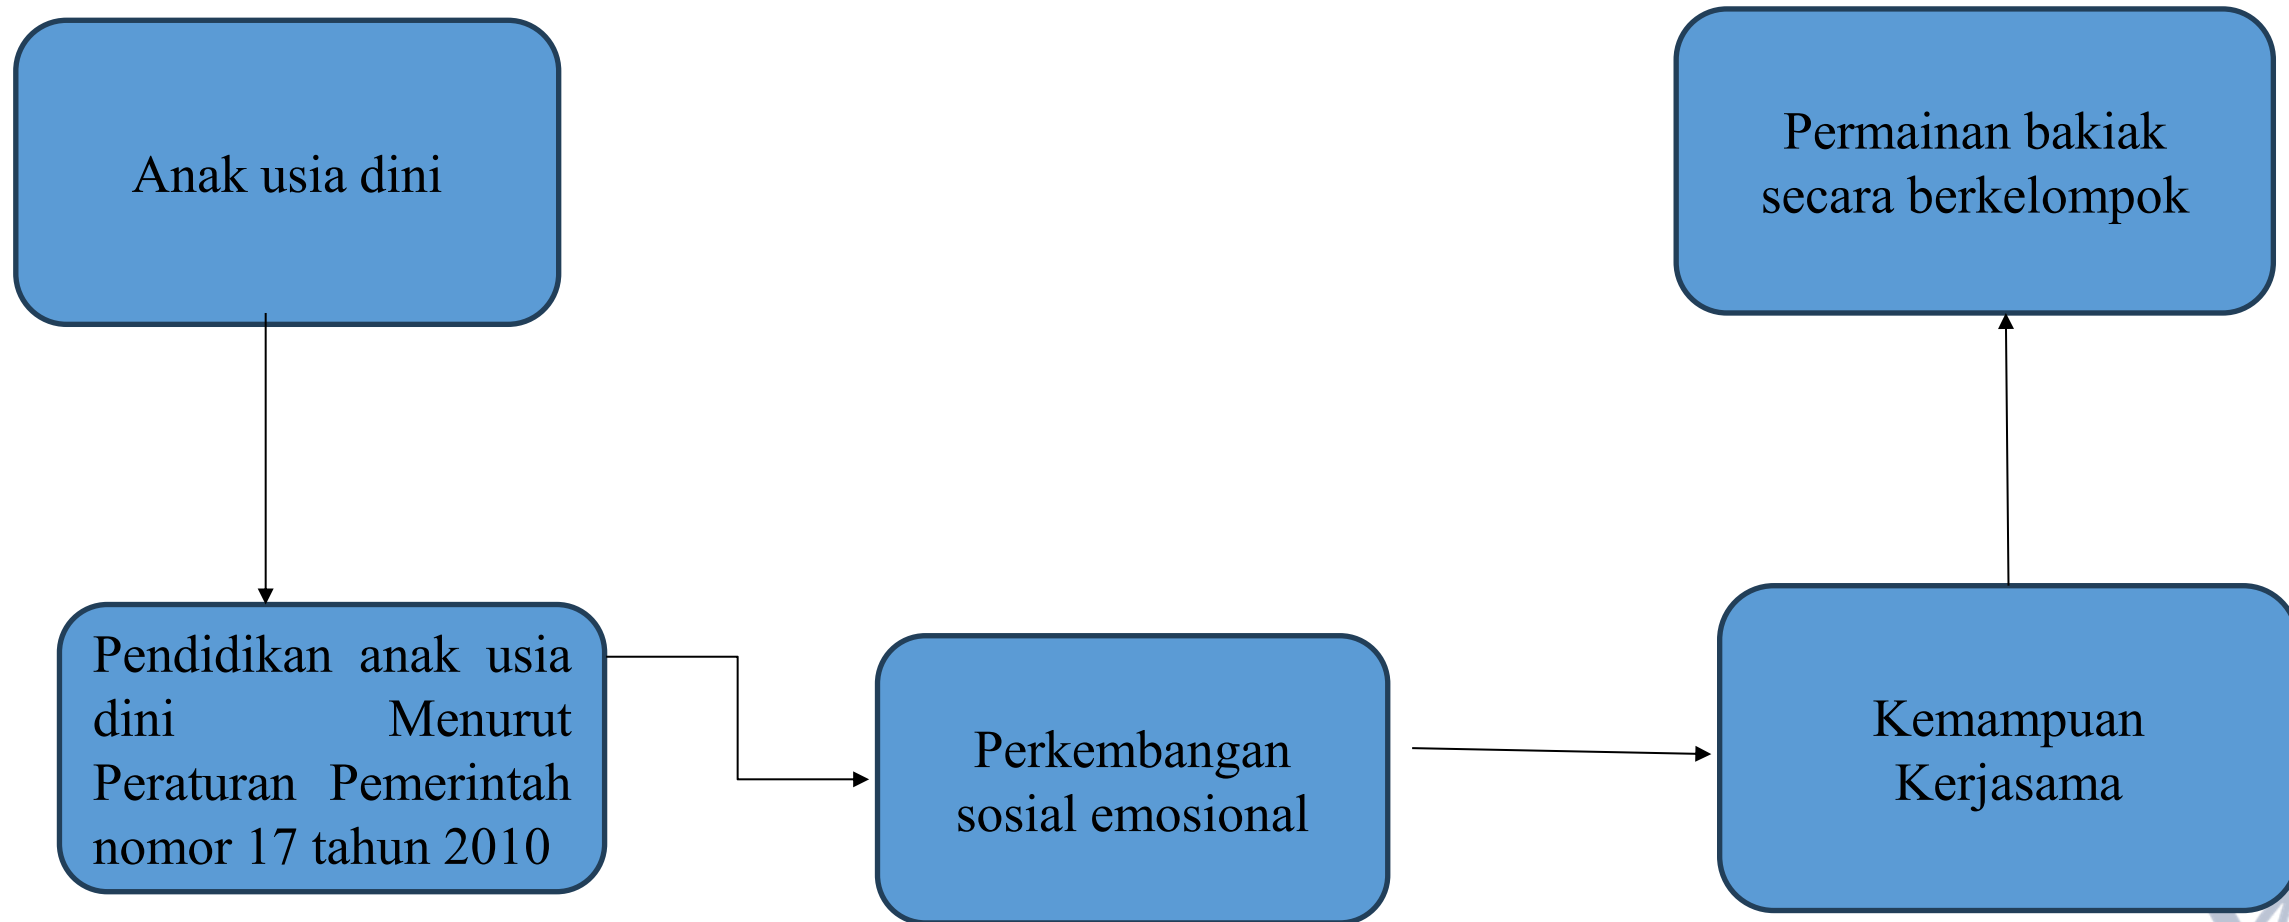 Anak usia dini
Permainan bakiak
secara berkelompok
Pendidikan anak usia
dini Menurut
Peraturan Pemerintah
nomor 17 tahun 2010
Perkembangan
sosial emosional
Kemampuan
Kerjasama